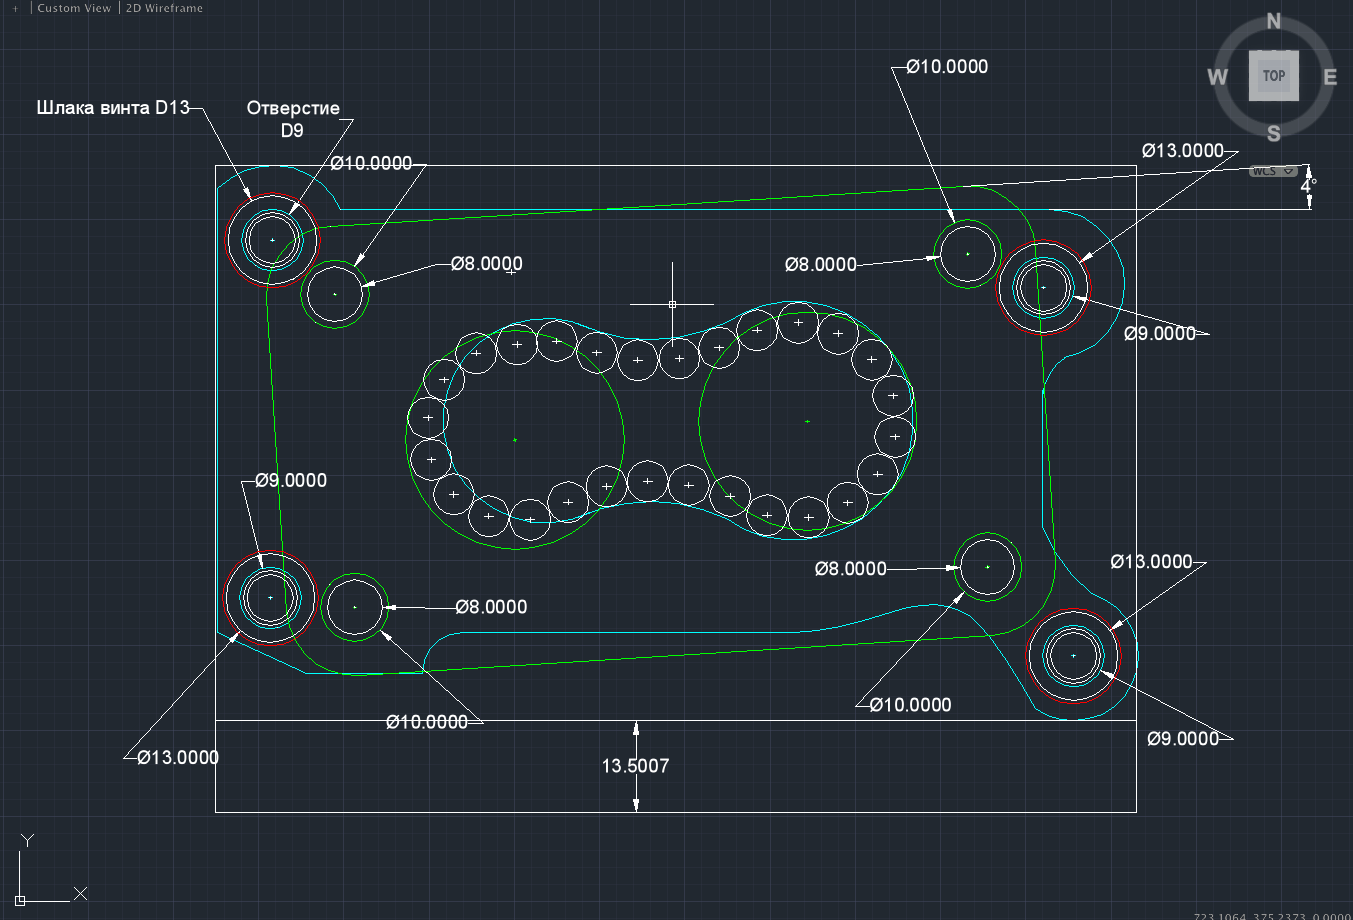 + | Custom View | 2D Wireframe
N
W
TOP
E
S
WCS
Ø10.0000
Шлака винта D13
Отверстие
D9
Ø10.0000
Ø13.0000
4°
Ø8.0000
Ø8.0000
Ø9.0000
Ø9.0000
Ø8.0000
Ø13.0000
Ø8.0000
Ø10.0000
Ø10.0000
Ø9.0000
Ø13.0000
13.5007
Y
X
723.1064, 375.2373, 0.0000